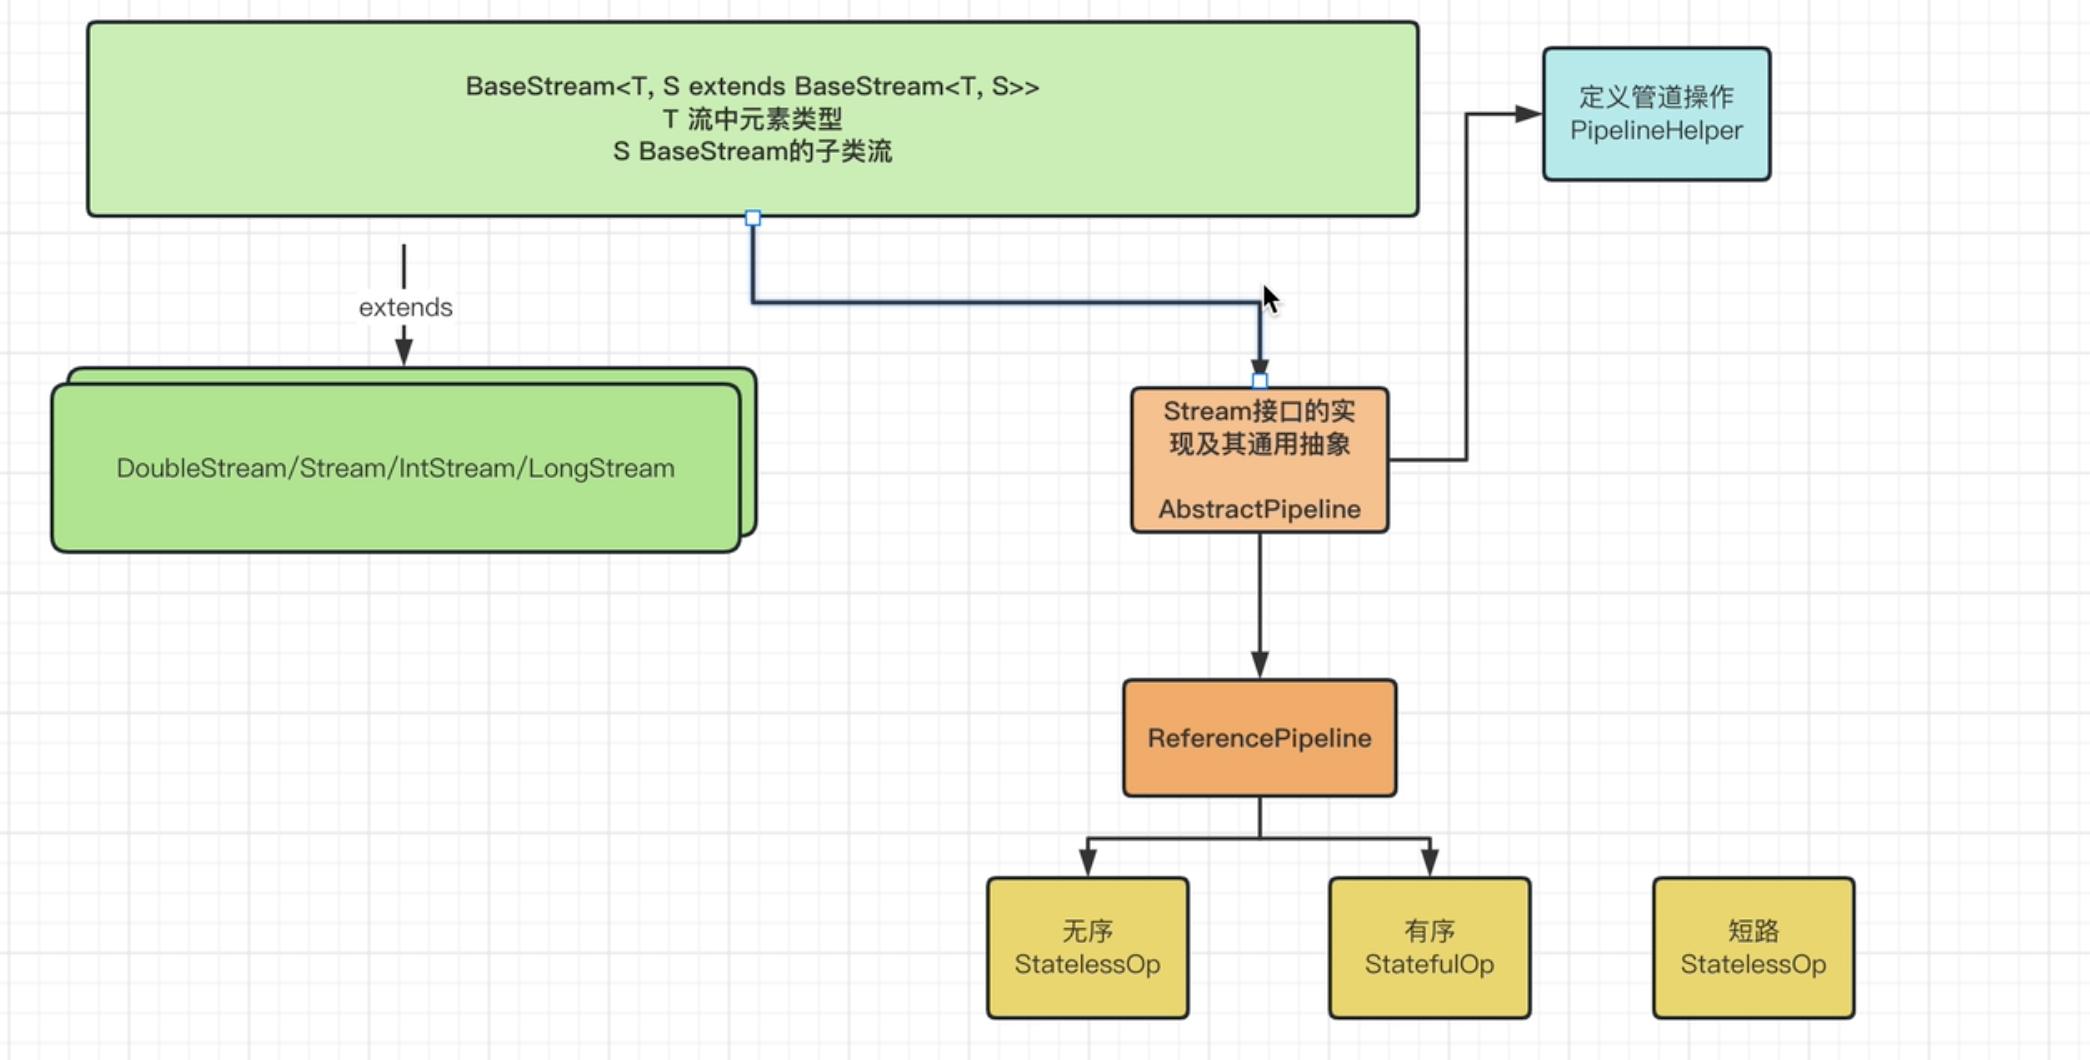 BaseStream<T, S extends BaseStream<T, S>>
T 流中元素类型
S BaseStream的子类流
定义管道操作
PipelineHelper
extends
DoubleStream/Stream/IntStream/LongStream
Stream接口的实
现及其通用抽象
AbstractPipeline
ReferencePipeline
无序
StatelessOp
有序
StatefulOp
短路
StatelessOp